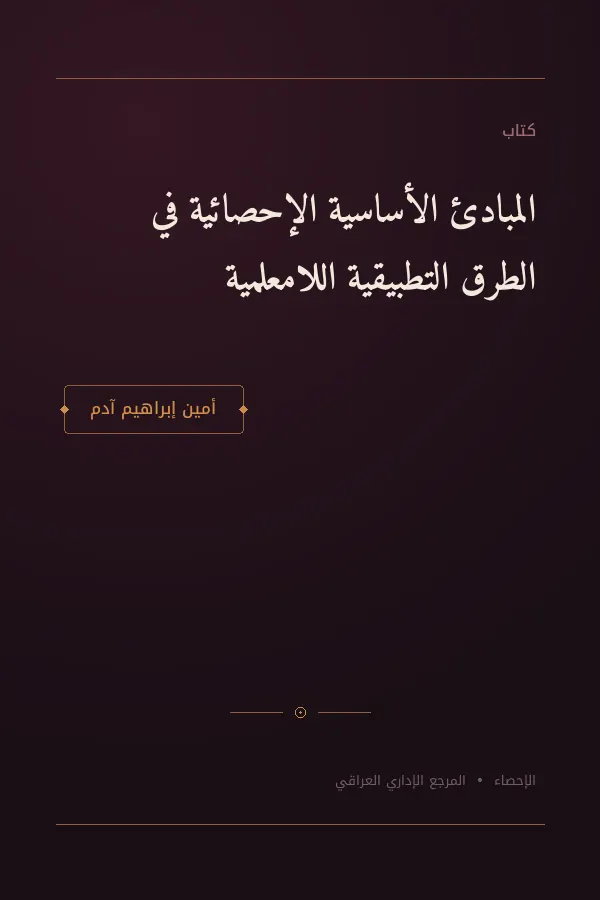 كتاب
المبادئ الأساسية الإحصائية في
الطرق التطبيقية اللامعلمية
أمين إبراهيم آدم
الإحصاء • المرجع الإداري العراقي